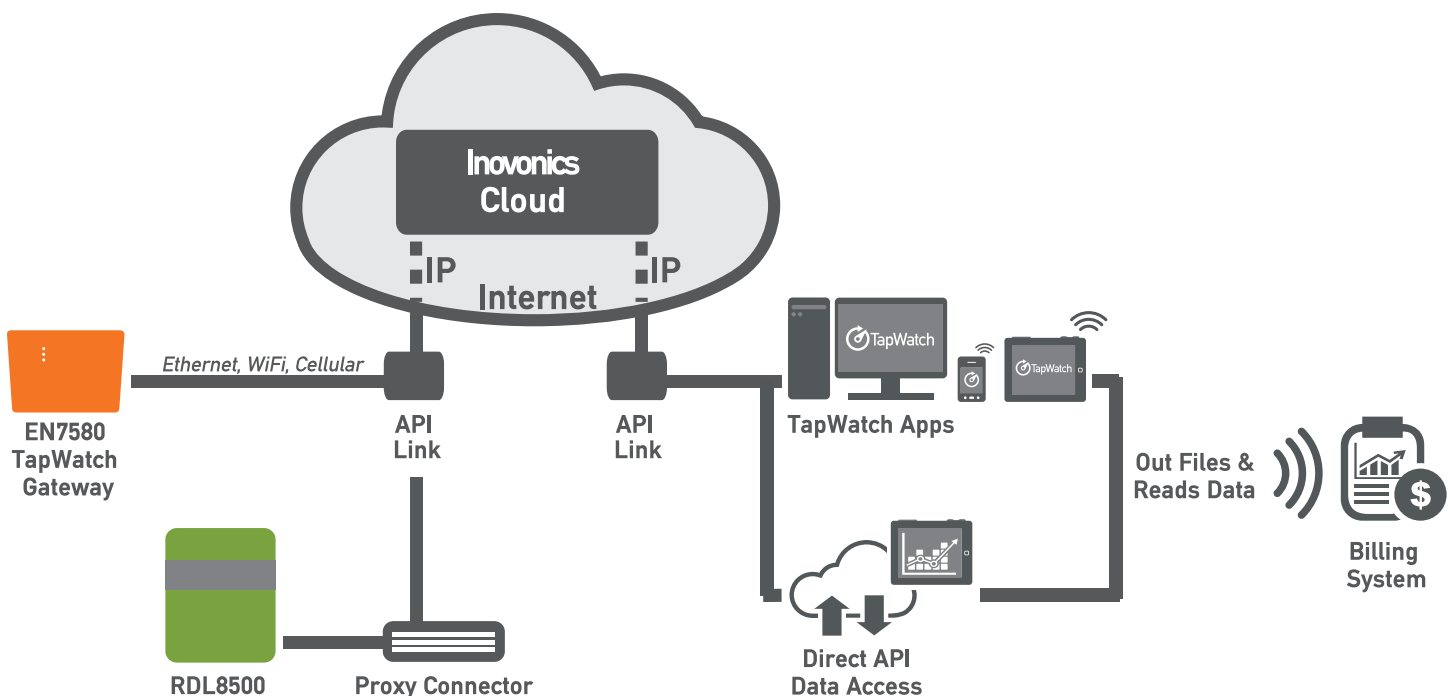 Inovonics
Cloud
IP
IP
Internet
Ethernet, WiFi, Cellular
EN7580
TapWatch
Gateway
API
Link
API
Link
TapWatch
TapWatch
TapWatch Apps
Out Files &
Reads Data
$
Billing
System
RDL8500
Proxy Connector
Direct API
Data Access